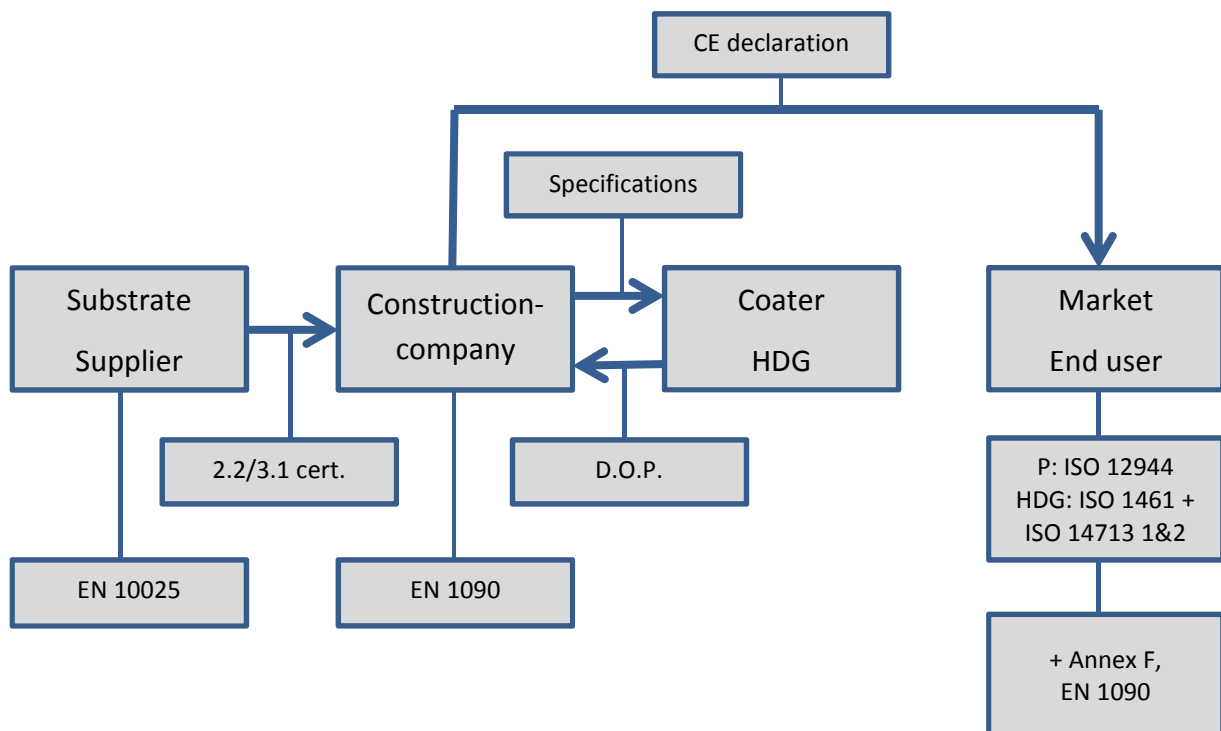 CE declaration
Specifications
Substrate
Supplier
Construction-
company
Coater
HDG
Market
End user
2.2/3.1 cert.
D.O.P.
P: ISO 12944
HDG: ISO 1461 +
ISO 14713 1&2
EN 10025
EN 1090
+ Annex F,
EN 1090